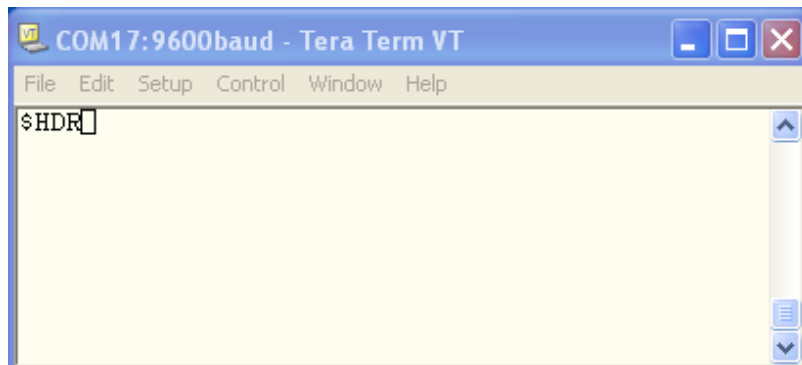 COM17:9600baud - Tera Term VT
File Edit Setup Control Window Help
$HDR